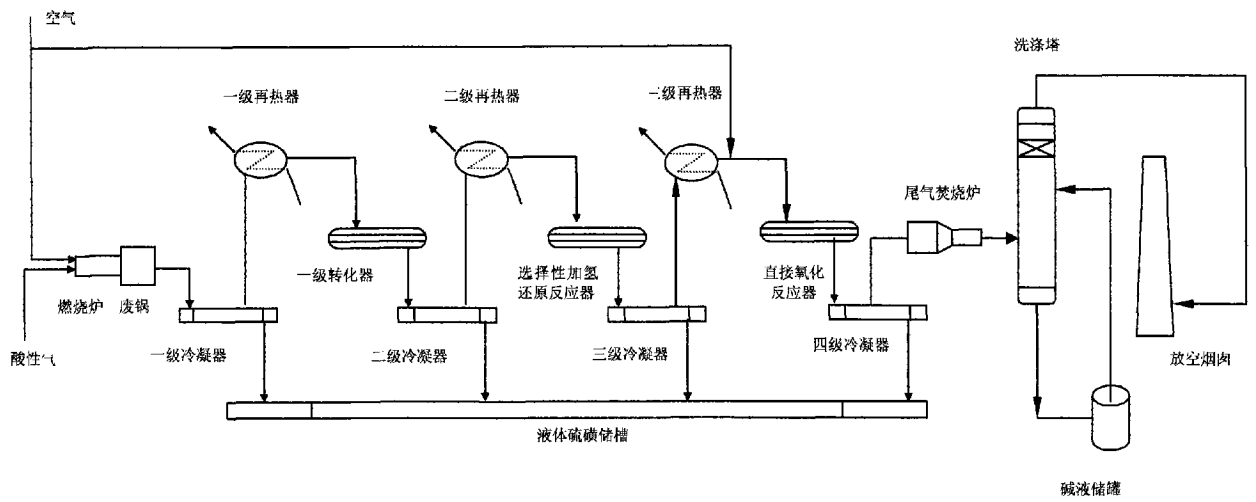 空气
洗涤塔
一级再热器
二级再热器
三级再热器
尾气焚烧炉
一级转化器
选择性加氢
还原反应器
直接氧化
反应器
燃烧炉
废锅
酸性气
一级冷凝器
二级冷凝器
三级冷凝器
四级冷凝器
放空烟囱
液体硫磺储槽
碱液储罐